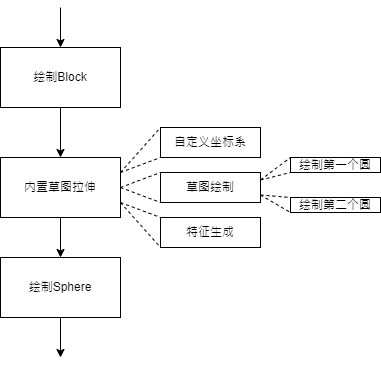 绘制Block
自定义坐标系
绘制第一个圆
内置草图拉伸
草图绘制
绘制第二个圆
特征生成
绘制Sphere